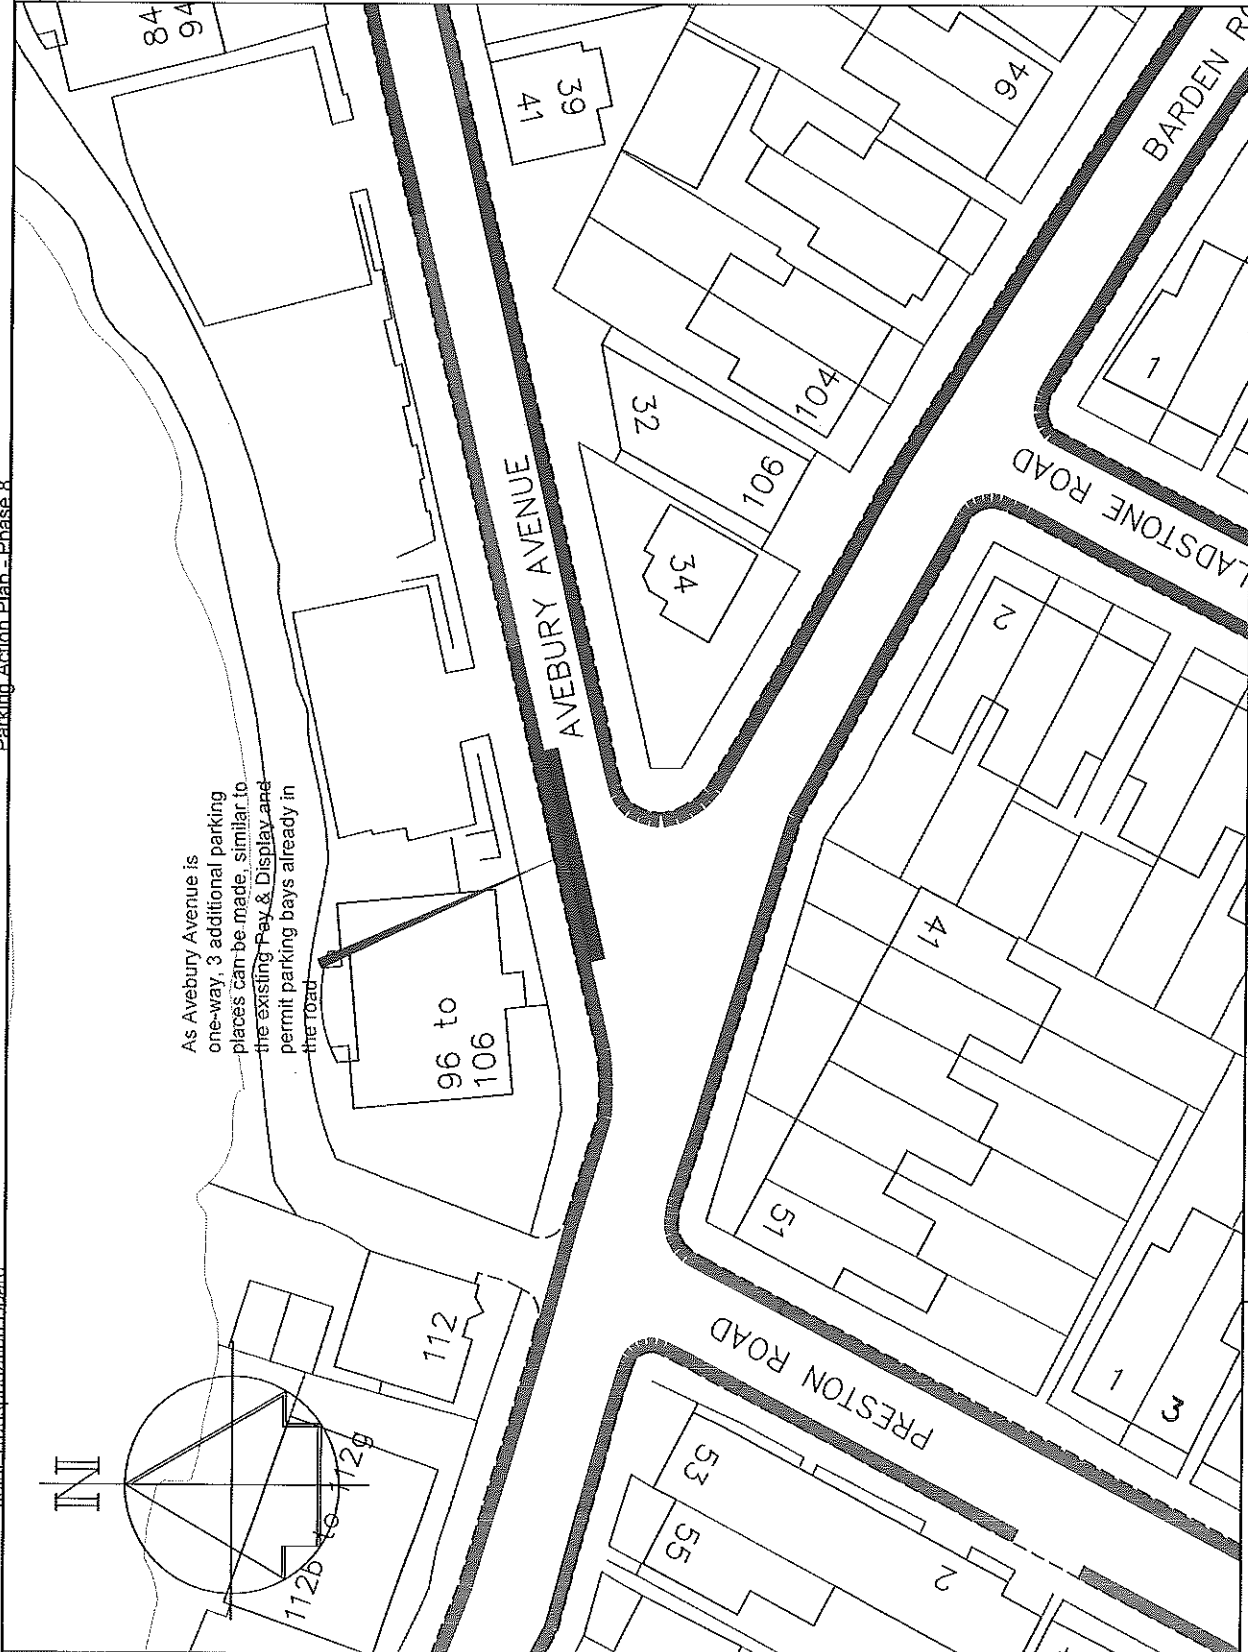 Parking Action Plan - Phase 8
As Avebury Avenue is
one-way, 3 additional parking
places can be made, similar to
the existing Pay & Display and
permit parking bays already in
the road
N
84
94
39
41
94
BARDEN
AVEBURY AVENUE
32
34
104
106
1
LADSTONE ROAD
2
96 to
106
41
51
112
112b to 112g
PRESTON ROAD
53
55
2
1
3